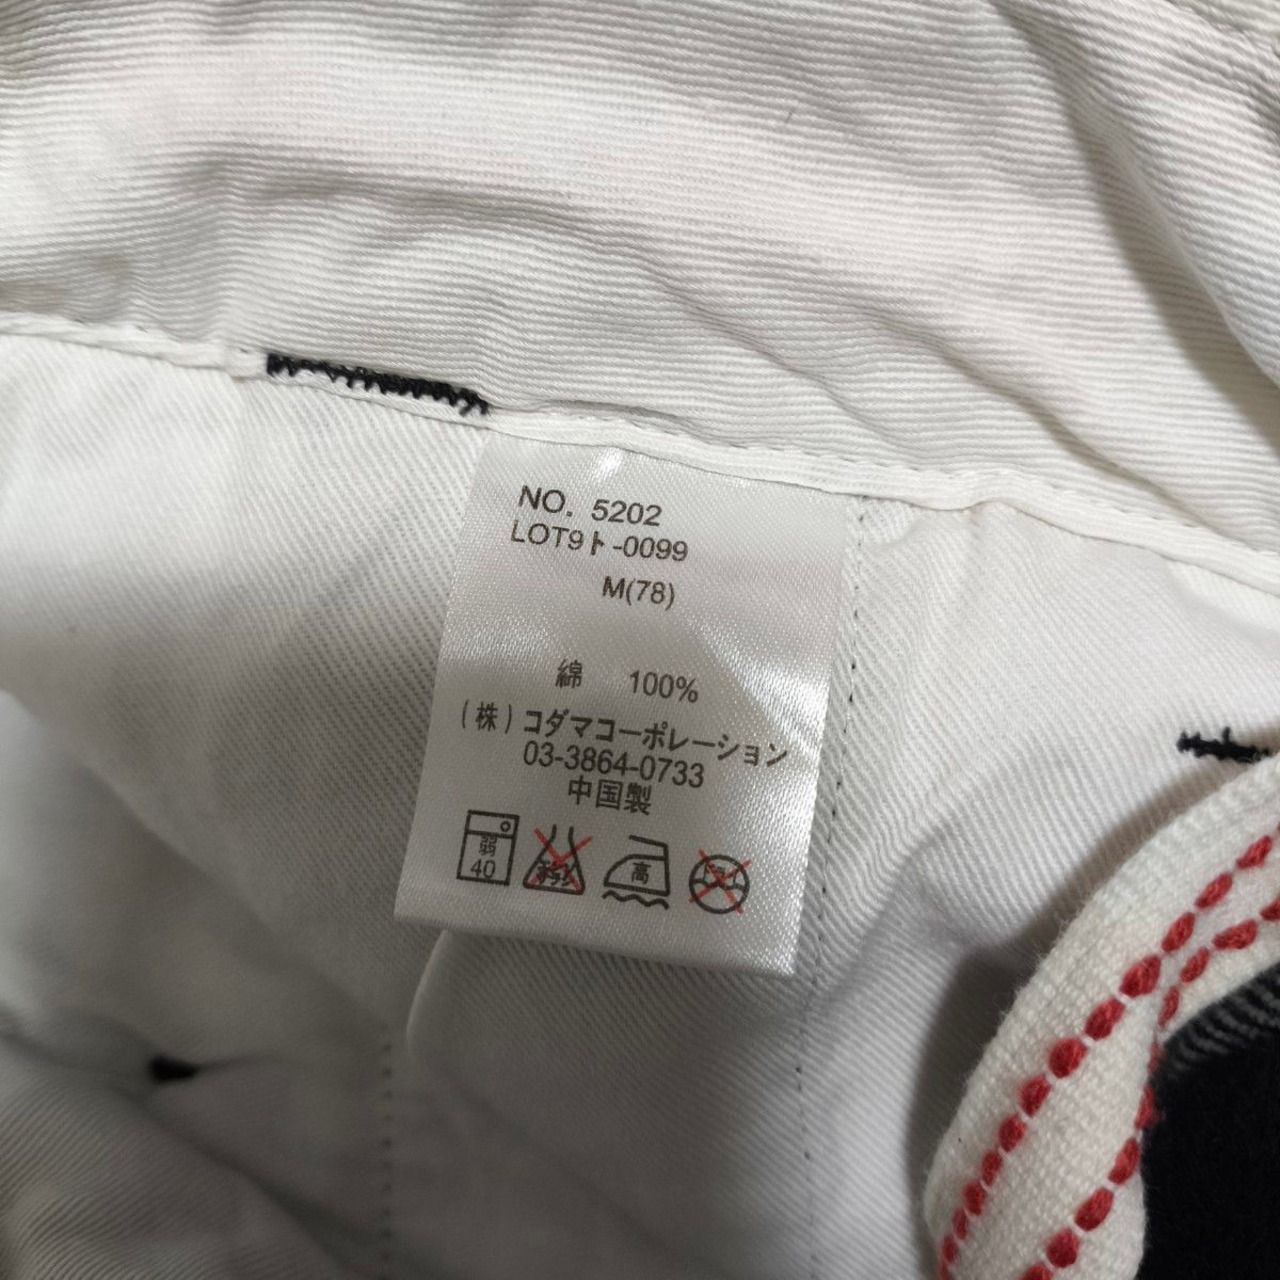 NO. 5202
LOT9ト-0099
M(78)
綿 100%
(株)コダマコーポレーション
03-3864-0733
中国製
弱
40
高